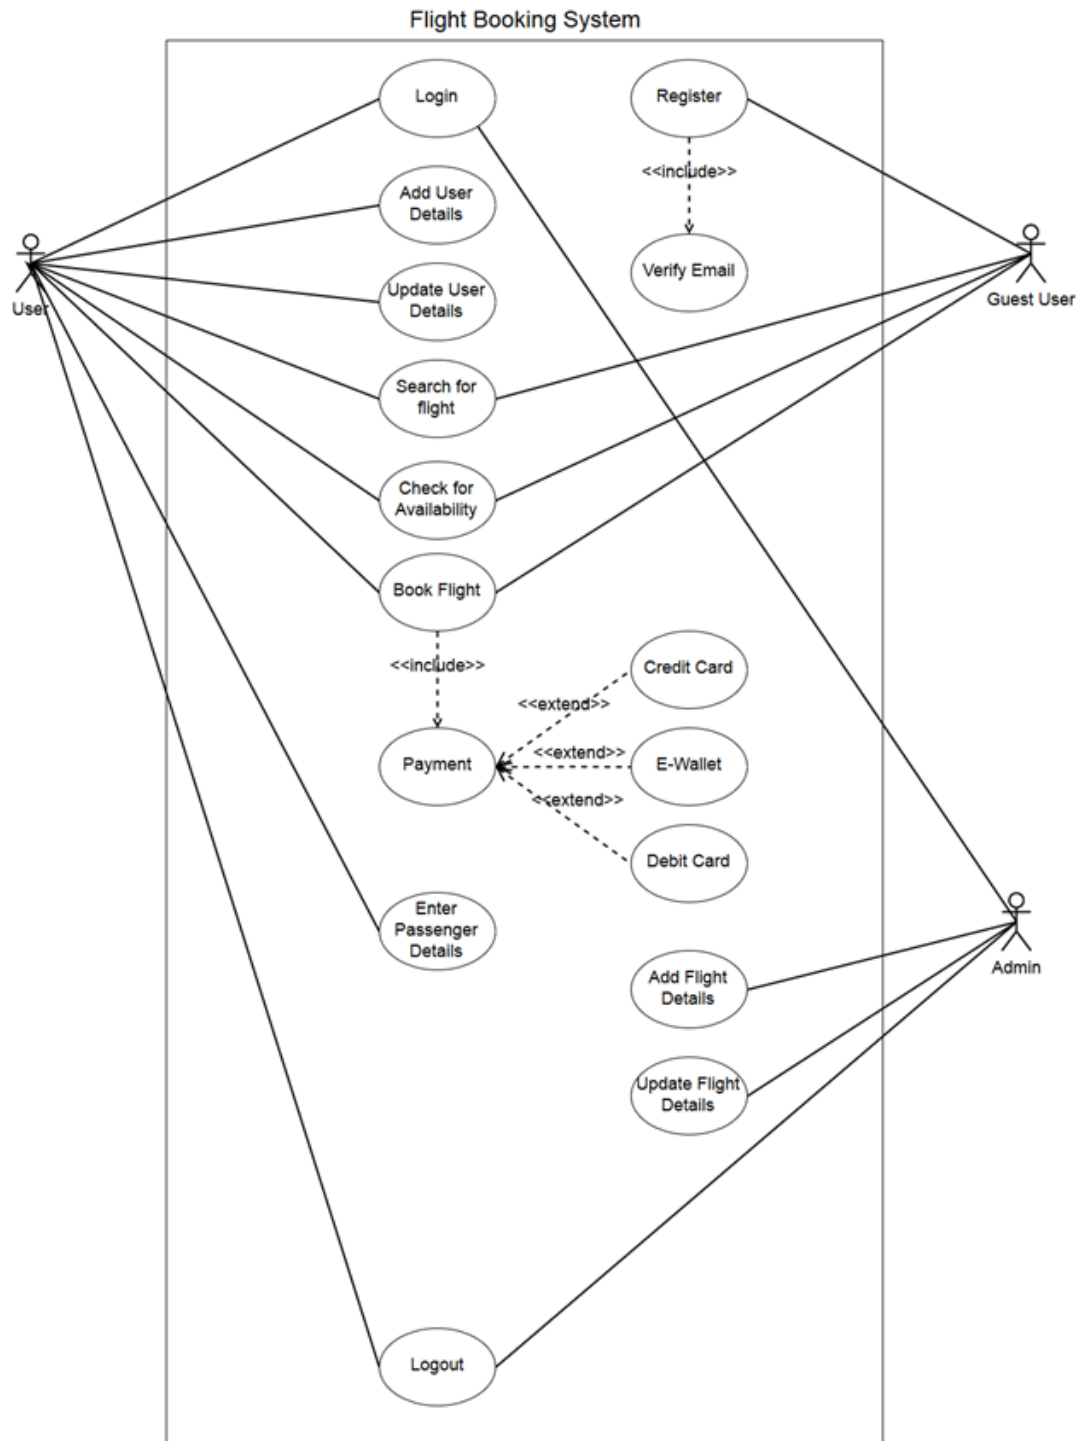 Flight Booking System
Login
Register
<<include>>
Add User
Details
Verify Email
User
Guest User
Update User
Details
Search for
flight
Check for
Availability
Book Flight
<<include>>
Credit Card
<<extend>>
Payment
<<extend>>
E-Wallet
<<extend>>
Debit Card
Enter
Passenger
Details
Admin
Add Flight
Details
Update Flight
Details
Logout